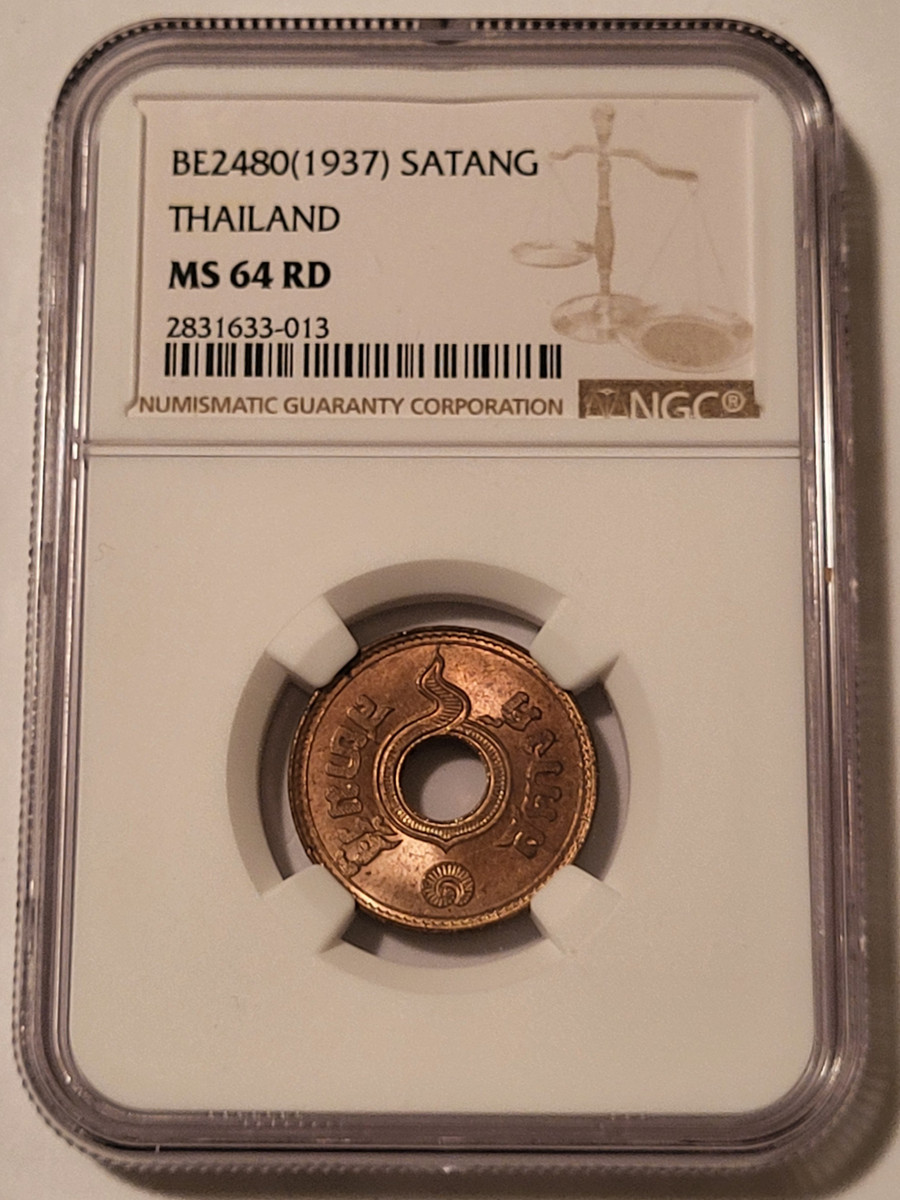 BE2480(1937) SATANG
THAILAND
MS 64 RD
2831633-013
NUMISMATIC GUARANTY CORPORATION NGC®